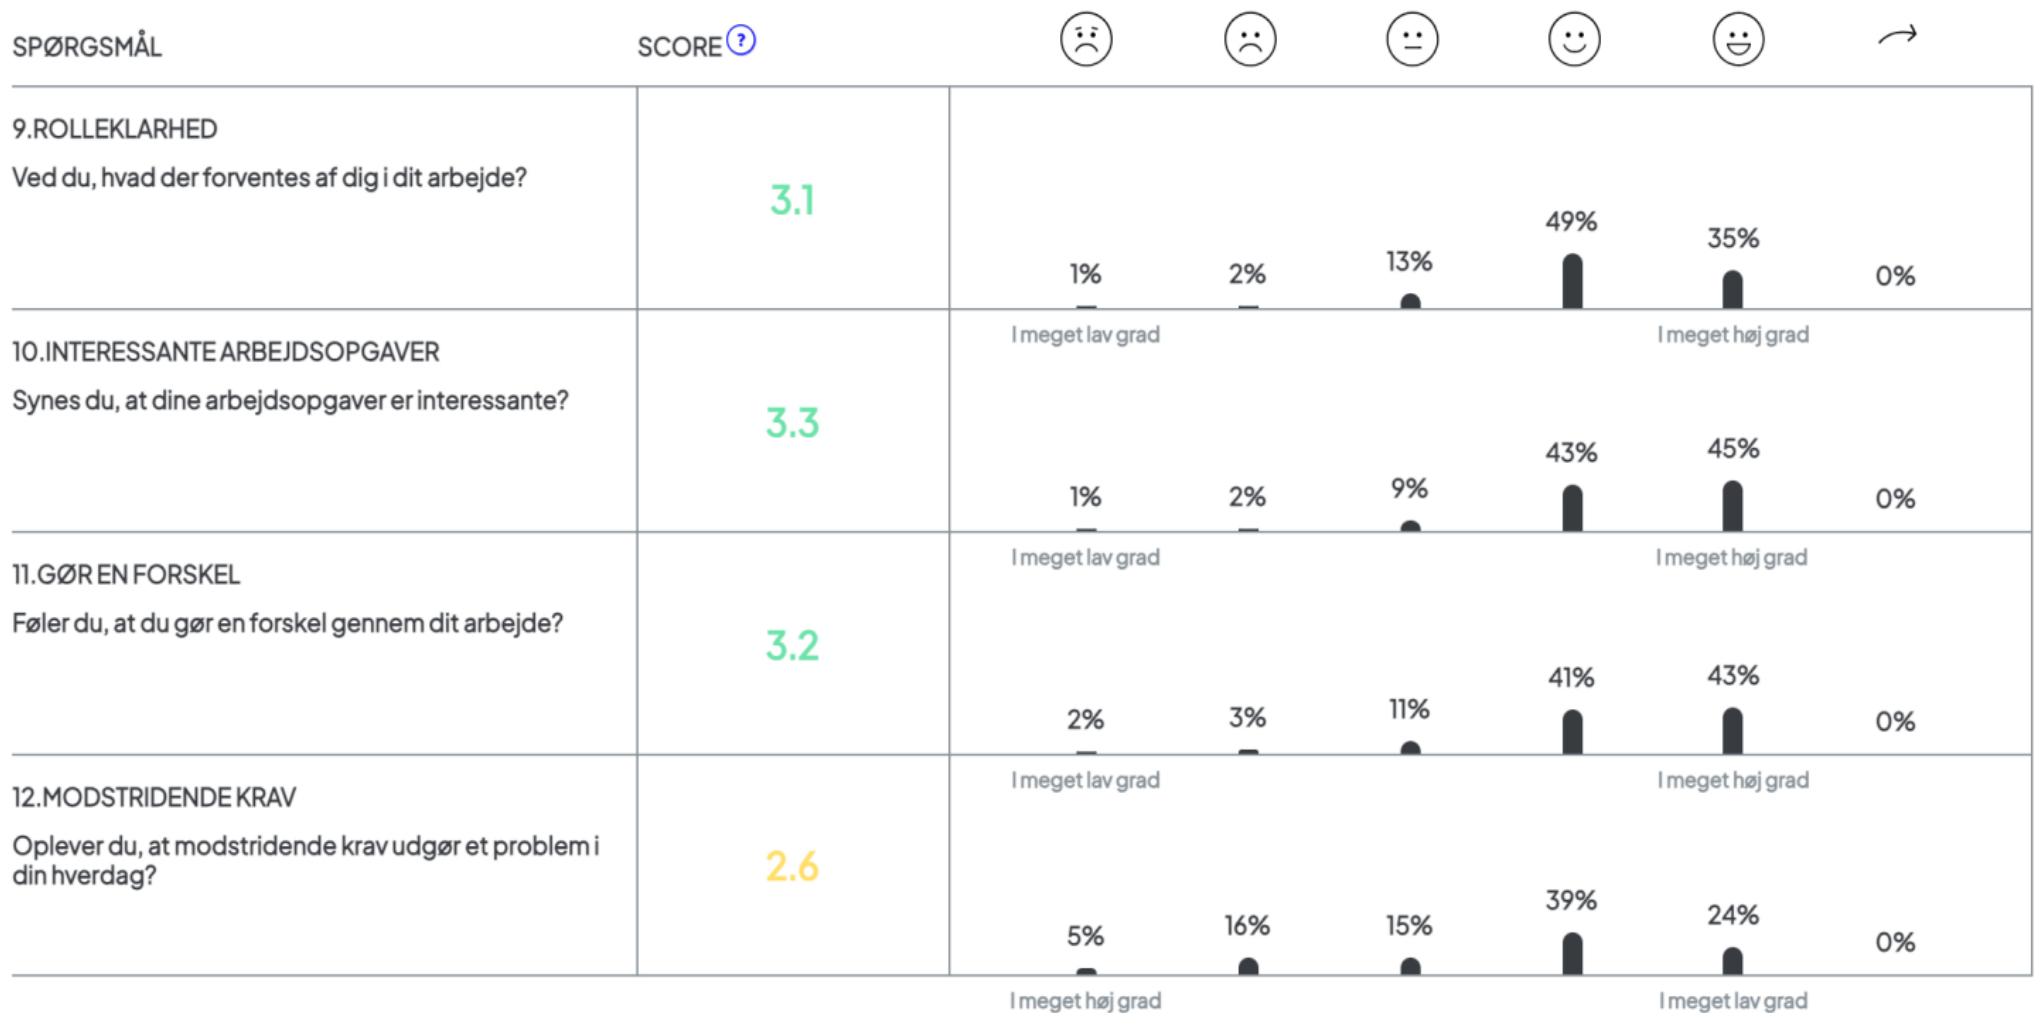 SPØRGSMÅL SCORE ?
9.ROLLEKLARHED
Ved du, hvad der forventes af dig i dit arbejde?
3.1
1% 2% 13% 49% 35% 0%
I meget lav grad I meget høj grad
10.INTERESSANTE ARBEJDSOPGAVER
Synes du, at dine arbejdsopgaver er interessante?
3.3
1% 2% 9% 43% 45% 0%
I meget lav grad I meget høj grad
11.GØR EN FORSKEL
Føler du, at du gør en forskel gennem dit arbejde?
3.2
2% 3% 11% 41% 43% 0%
I meget lav grad I meget høj grad
12.MODSTRIDENDE KRAV
Oplever du, at modstridende krav udgør et problem i
din hverdag?
2.6
5% 16% 15% 39% 24% 0%
I meget høj grad I meget lav grad